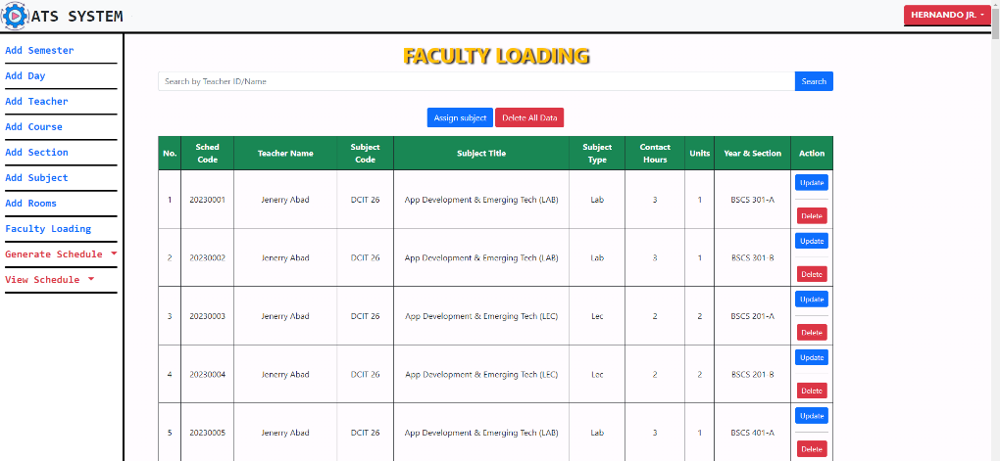 ATS SYSTEM
HERNANDO JR.
Add Semester
Add Day
Add Teacher
Add Course
Add Section
Add Subject
Add Rooms
Faculty Loading
Generate Schedule
View Schedule
FACULTY LOADING
Search by Teacher ID/Name Search
Assign subject Delete All Data
No. Sched Code Teacher Name Subject Code Subject Title Subject Type Contact Hours Units Year & Section Action
1 20230001 Jenerry Abad DCIT 26 App Development & Emerging Tech (LAB) Lab 3 1 BSCS 301-A Update
Delete
2 20230002 Jenerry Abad DCIT 26 App Development & Emerging Tech (LAB) Lab 3 1 BSCS 301-B Update
Delete
3 20230003 Jenerry Abad DCIT 26 App Development & Emerging Tech (LEC) Lec 2 2 BSCS 201-A Update
Delete
4 20230004 Jenerry Abad DCIT 26 App Development & Emerging Tech (LEC) Lec 2 2 BSCS 201-B Update
Delete
5 20230005 Jenerry Abad DCIT 26 App Development & Emerging Tech (LAB) Lab 3 1 BSCS 401-A Update
Delete